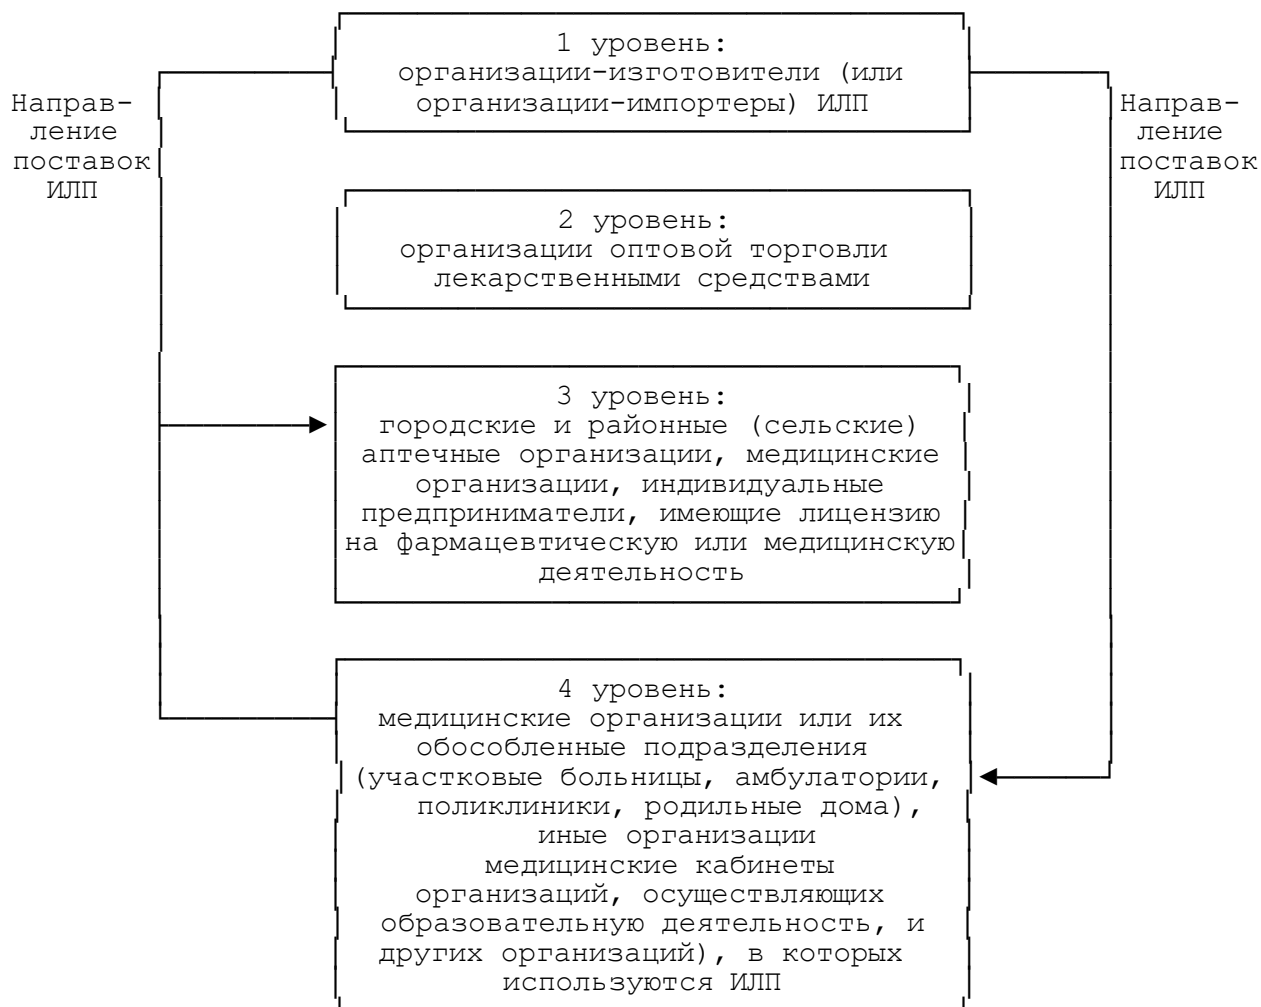 1 уровень:
организации-изготовители (или
организации-импортеры) ИЛП
Направ-
ление
поставок
ИЛП
Направ-
ление
поставок
ИЛП
2 уровень:
организации оптовой торговли
лекарственными средствами
3 уровень:
городские и районные (сельские)
аптечные организации, медицинские
организации, индивидуальные
предприниматели, имеющие лицензию
на фармацевтическую или медицинскую
деятельность
4 уровень:
медицинские организации или их
обособленные подразделения
(участковые больницы, амбулатории,
поликлиники, родильные дома),
иные организации
медицинские кабинеты
организаций, осуществляющих
образовательную деятельность, и
других организаций), в которых
используются ИЛП